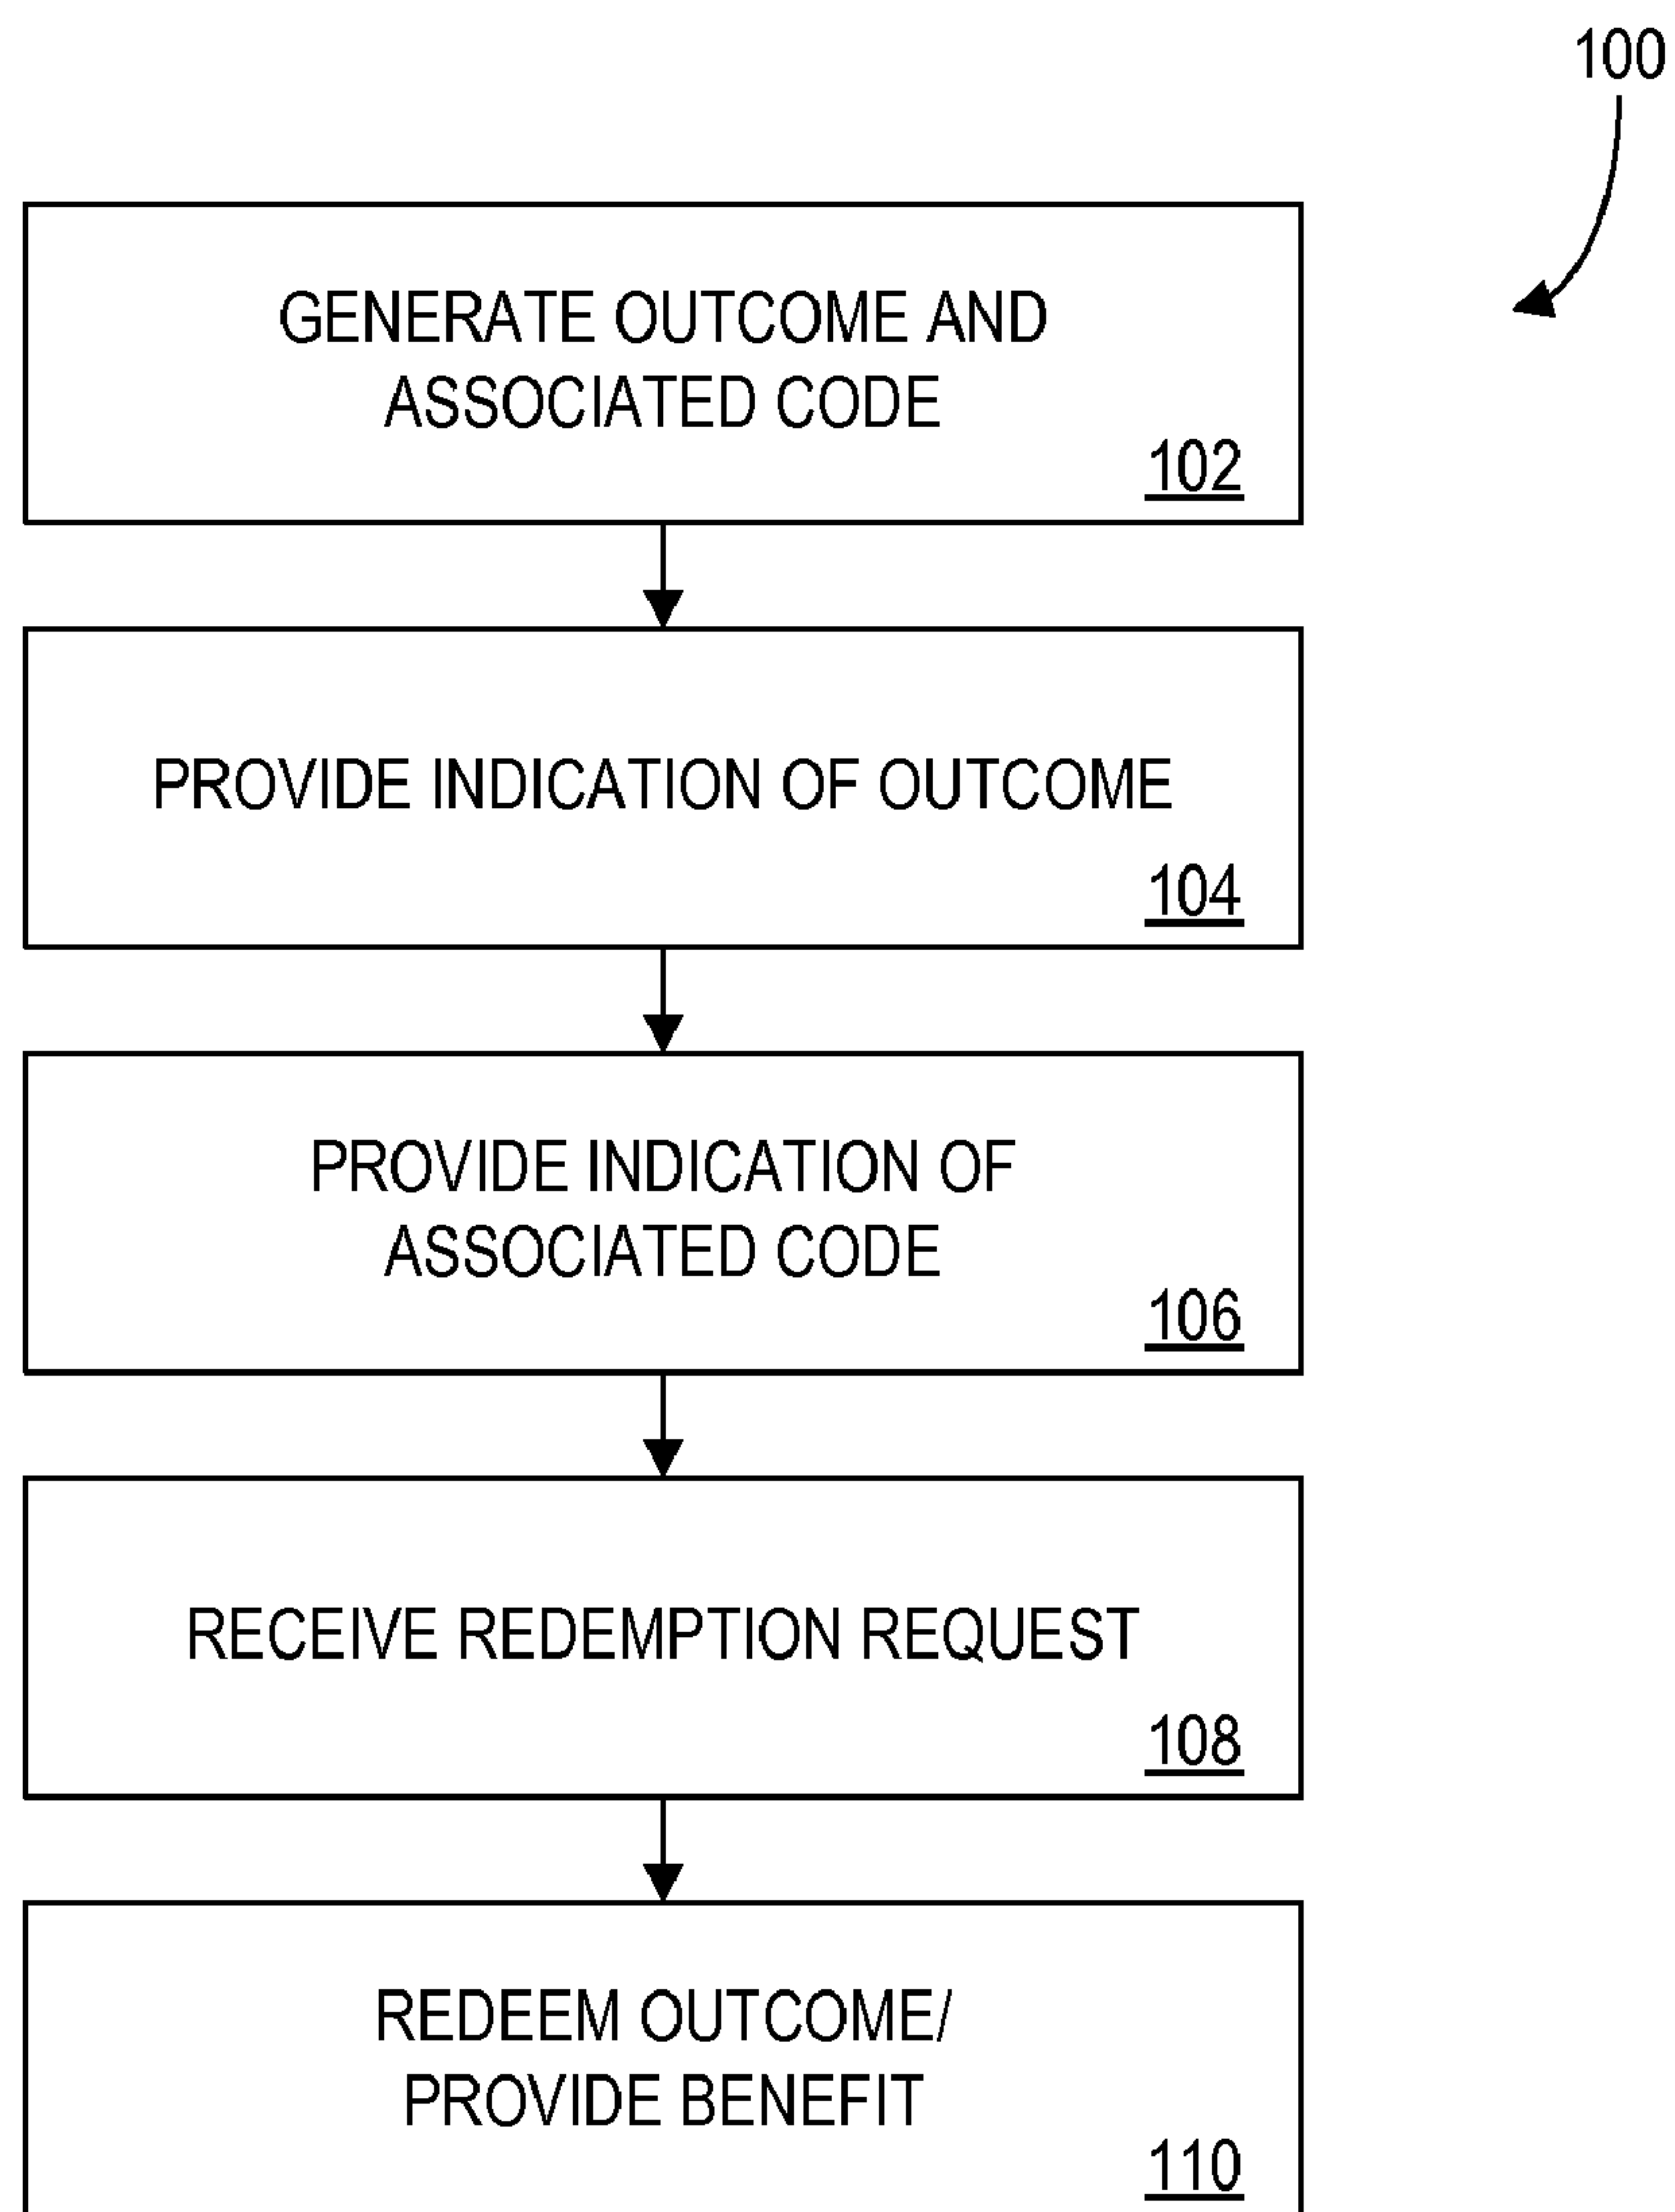 100
GENERATE OUTCOME AND
ASSOCIATED CODE
102
PROVIDE INDICATION OF OUTCOME
104
PROVIDE INDICATION OF
ASSOCIATED CODE
106
RECEIVE REDEMPTION REQUEST
108
REDEEM OUTCOME/
PROVIDE BENEFIT
110